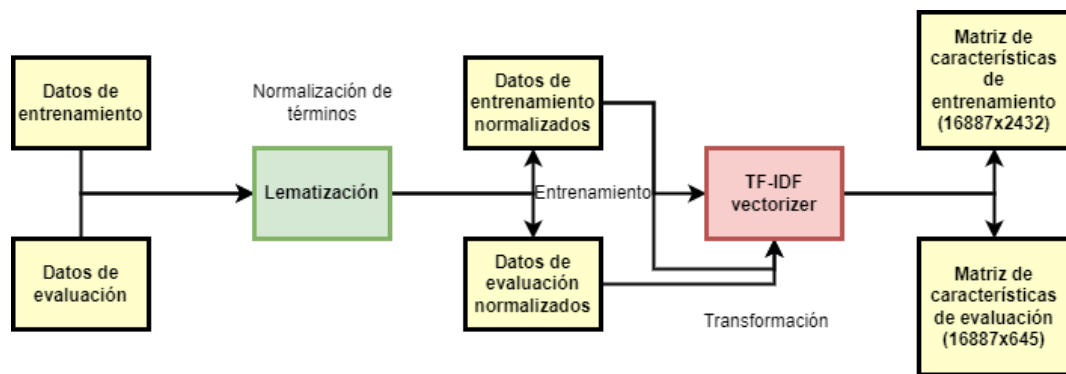 Datos de
entrenamiento
Datos de
evaluación
Normalización de
términos
Lematización
Datos de
entrenamiento
normalizados
Entrenamiento
Datos de
evaluación
normalizados
TF-IDF
vectorizer
Transformación
Matriz de
características
de
entrenamiento
(16887x2432)
Matriz de
características
de evaluación
(16887x645)